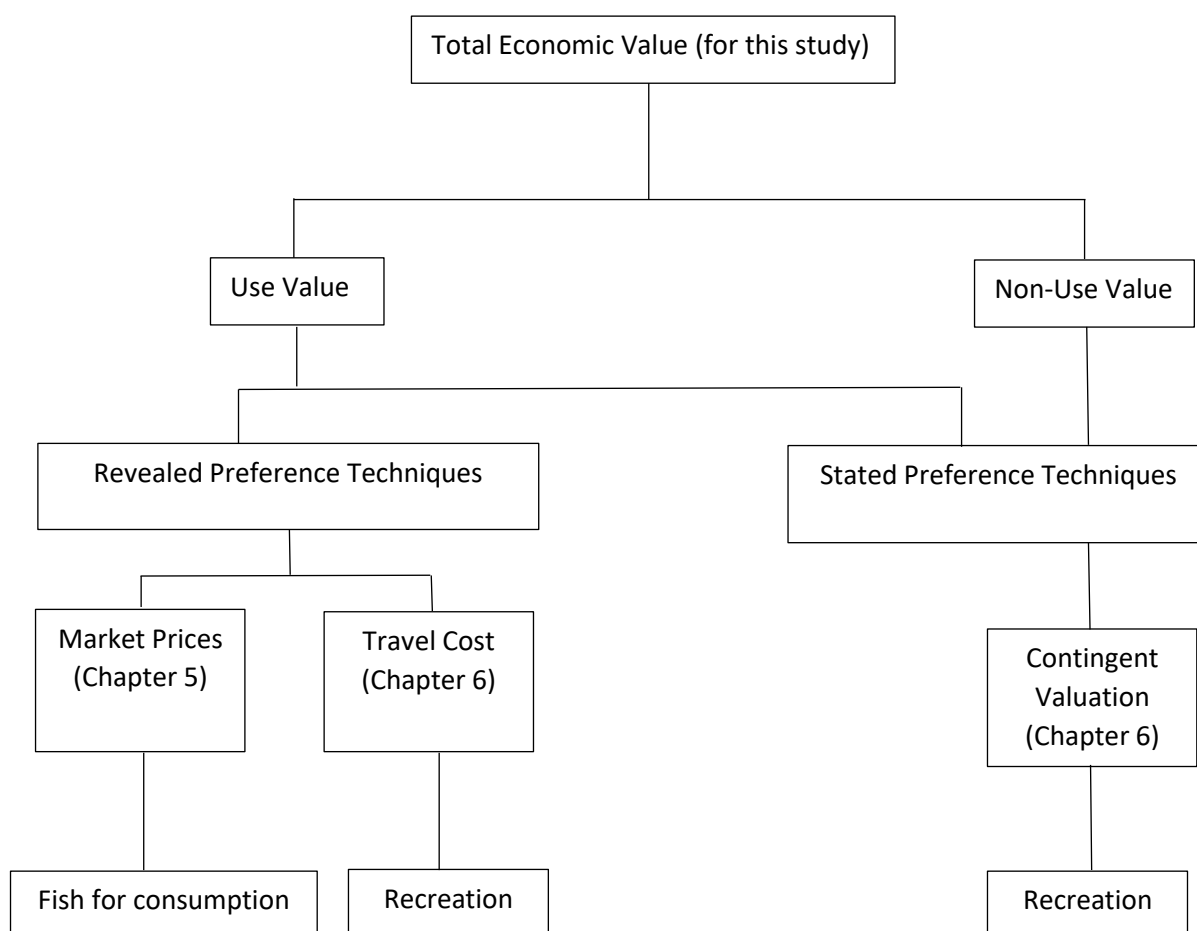 Total Economic Value (for this study)
Use Value
Non-Use Value
Revealed Preference Techniques
Stated Preference Techniques
Market Prices
(Chapter 5)
Travel Cost
(Chapter 6)
Contingent
Valuation
(Chapter 6)
Fish for consumption
Recreation
Recreation